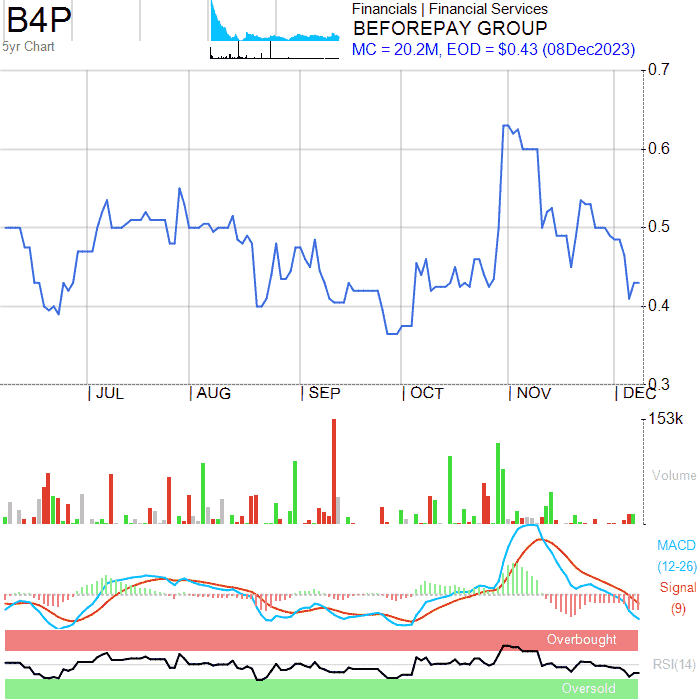 B4P
5yr Chart
Financials | Financial Services
BEFOREPAY GROUP
MC = 20.2M, EOD = $0.43 (08Dec2023)
0.7
0.6
0.5
0.4
0.3
JUL AUG SEP OCT NOV DEC
153k
Volume
MACD
(12-26)
Signal
(9)
Overbought
RSI(14)
Oversold